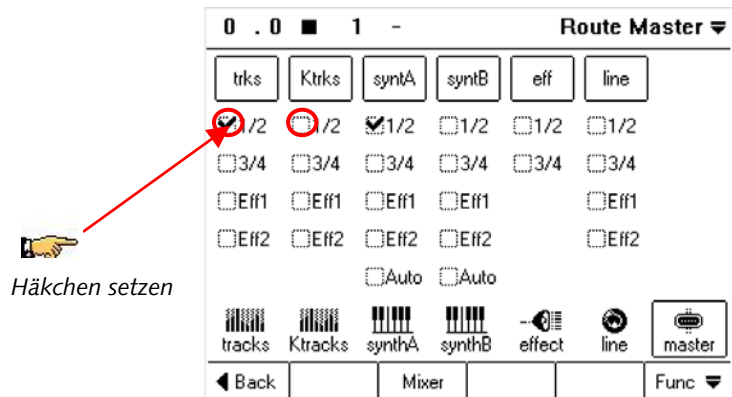 0 . 0 ■ 1 - Route Master
trks Ktrks syntA syntB eff line
1/2 1/2 1/2 1/2 1/2 1/2
3/4 3/4 3/4 3/4 3/4 3/4
Eff1 Eff1 Eff1 Eff1 Eff1
Eff2 Eff2 Eff2 Eff2 Eff2
Häkchen setzen
Auto Auto
tracks Ktracks synthA synthB effect line master
Back Mixer Func